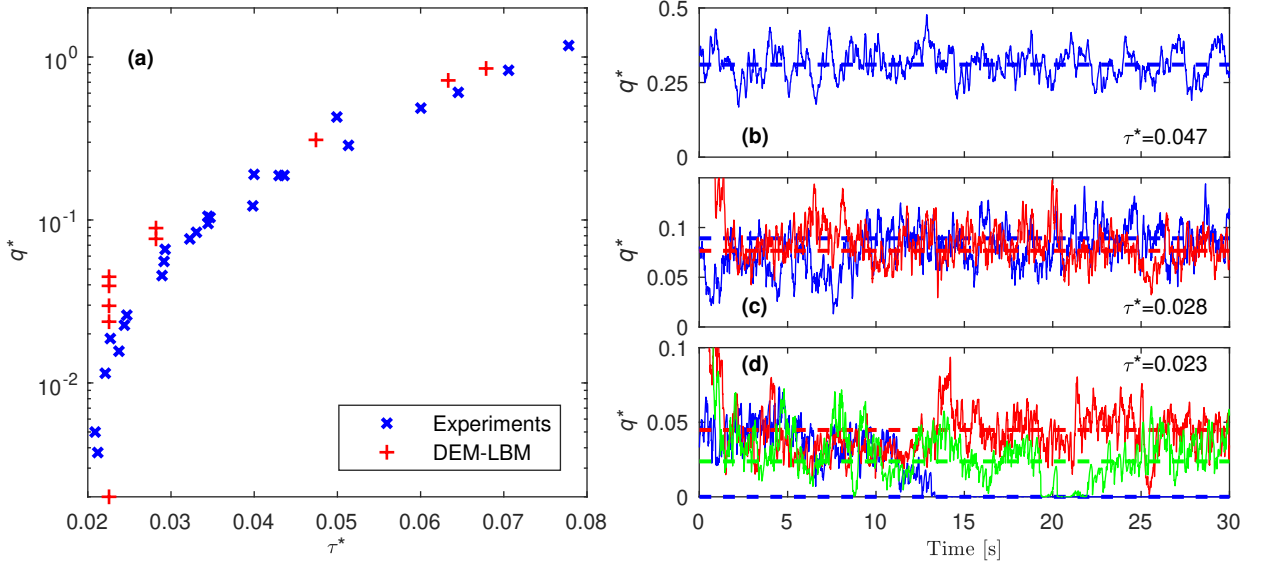 (a)
10^0
10^-1
10^-2
q*
0.02 0.03 0.04 0.05 0.06 0.07 0.08
τ*
Experiments
DEM-LBM
0.5
0.25
0
q*
(b)
τ*=0.047
0.1
0.05
0
q*
(c)
τ*=0.028
0.1
0.05
0
q*
(d)
τ*=0.023
0 5 10 15 20 25 30
Time [s]